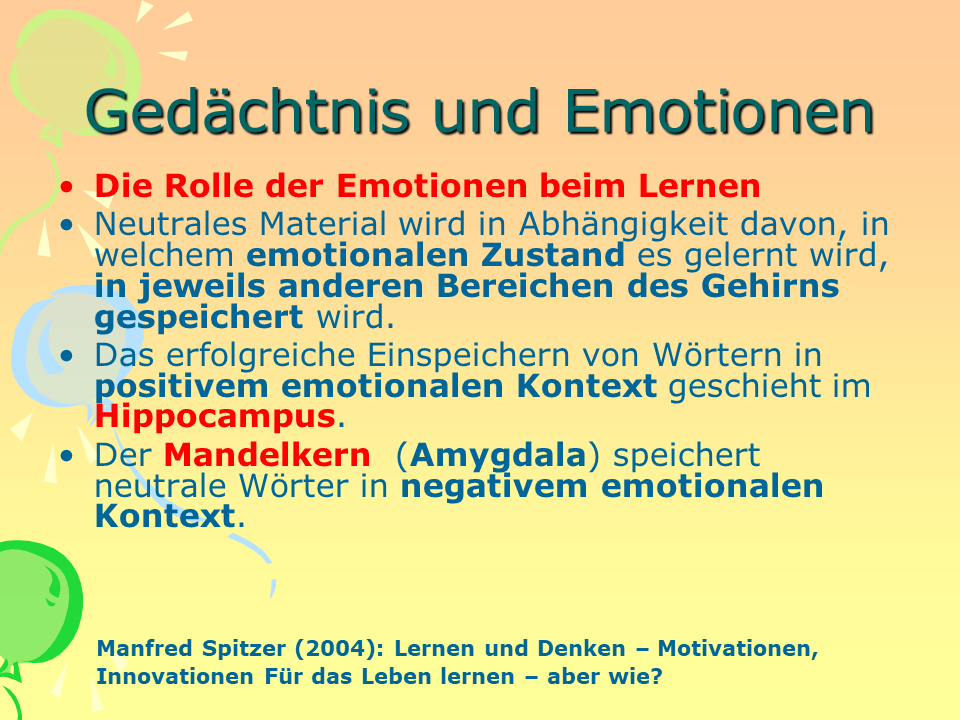 Gedächtnis und Emotionen
• Die Rolle der Emotionen beim Lernen
• Neutrales Material wird in Abhängigkeit davon, in
welchem emotionalen Zustand es gelernt wird,
in jeweils anderen Bereichen des Gehirns
gespeichert wird.
• Das erfolgreiche Einspeichern von Wörtern in
positivem emotionalen Kontext geschieht im
Hippocampus.
• Der Mandelkern (Amygdala) speichert
neutrale Wörter in negativem emotionalen
Kontext.
Manfred Spitzer (2004): Lernen und Denken – Motivationen,
Innovationen Für das Leben lernen – aber wie?